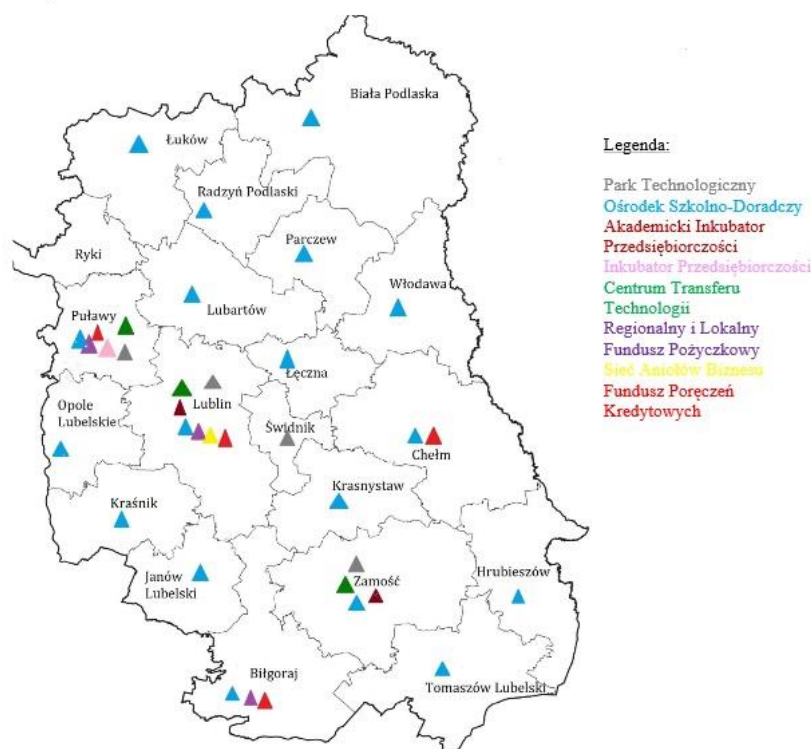 Biała Podlaska
Łuków
Radzyń Podlaski
Parczew
Ryki
Włodawa
Lubartów
Puławy
Łęczna
Lublin
Opole
Lubelskie
Świdnik
Chełm
Krasnystaw
Kraśnik
Janów
Lubelski
Zamość
Hrubieszów
Biłgoraj
Tomaszów Lubelski
Legenda:
Park Technologiczny
Ośrodek Szkolno-Doradczy
Akademicki Inkubator
Przedsiębiorczości
Inkubator Przedsiębiorczości
Centrum Transferu
Technologii
Regionalny i Lokalny
Fundusz Pożyczkowy
Sieć Aniołów Biznesu
Fundusz Poręczeń
Kredytowych